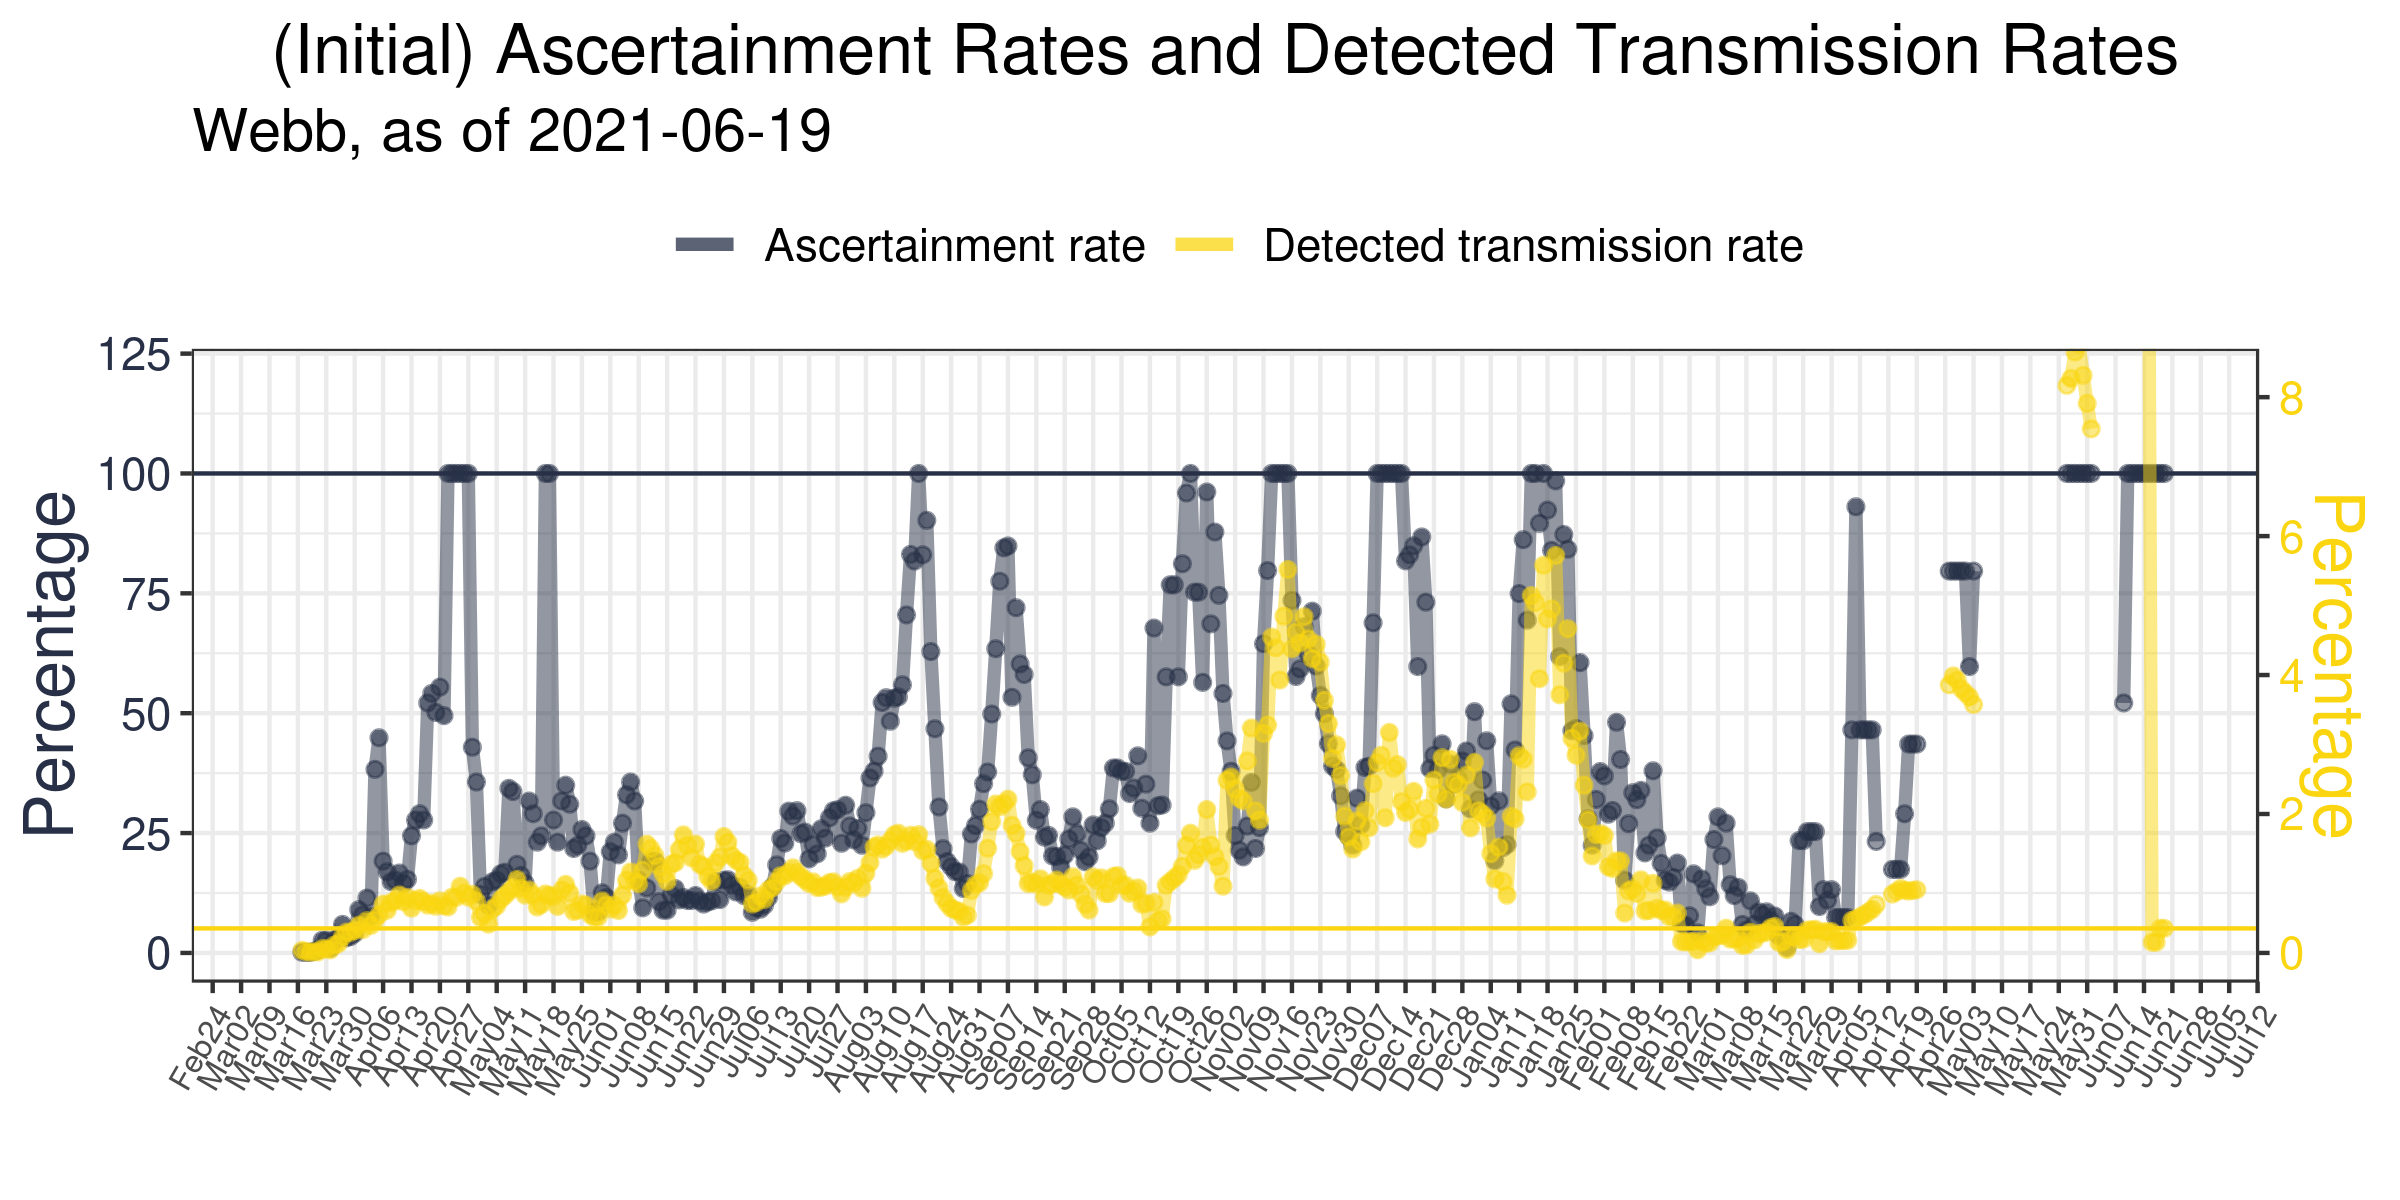 (Initial) Ascertainment Rates and Detected Transmission Rates
Webb, as of 2021-06-19
Ascertainment rate
Detected transmission rate
125
100
75
50
25
0
Percentage
8
6
4
2
0
Percentage
Feb24
Mar02
Mar09
Mar16
Mar23
Mar30
Apr06
Apr13
Apr20
Apr27
May04
May11
May18
May25
Jun01
Jun08
Jun15
Jun22
Jun29
Jul06
Jul13
Jul20
Jul27
Aug03
Aug10
Aug17
Aug24
Aug31
Sep07
Sep14
Sep21
Sep28
Oct05
Oct12
Oct19
Oct26
Nov02
Nov09
Nov16
Nov23
Nov30
Dec07
Dec14
Dec21
Dec28
Jan04
Jan11
Jan18
Jan25
Feb01
Feb08
Feb15
Feb22
Mar01
Mar08
Mar15
Mar22
Mar29
Apr05
Apr12
Apr19
Apr26
May03
May10
May17
May24
May31
Jun07
Jun14
Jun21
Jun28
Jul05
Jul12